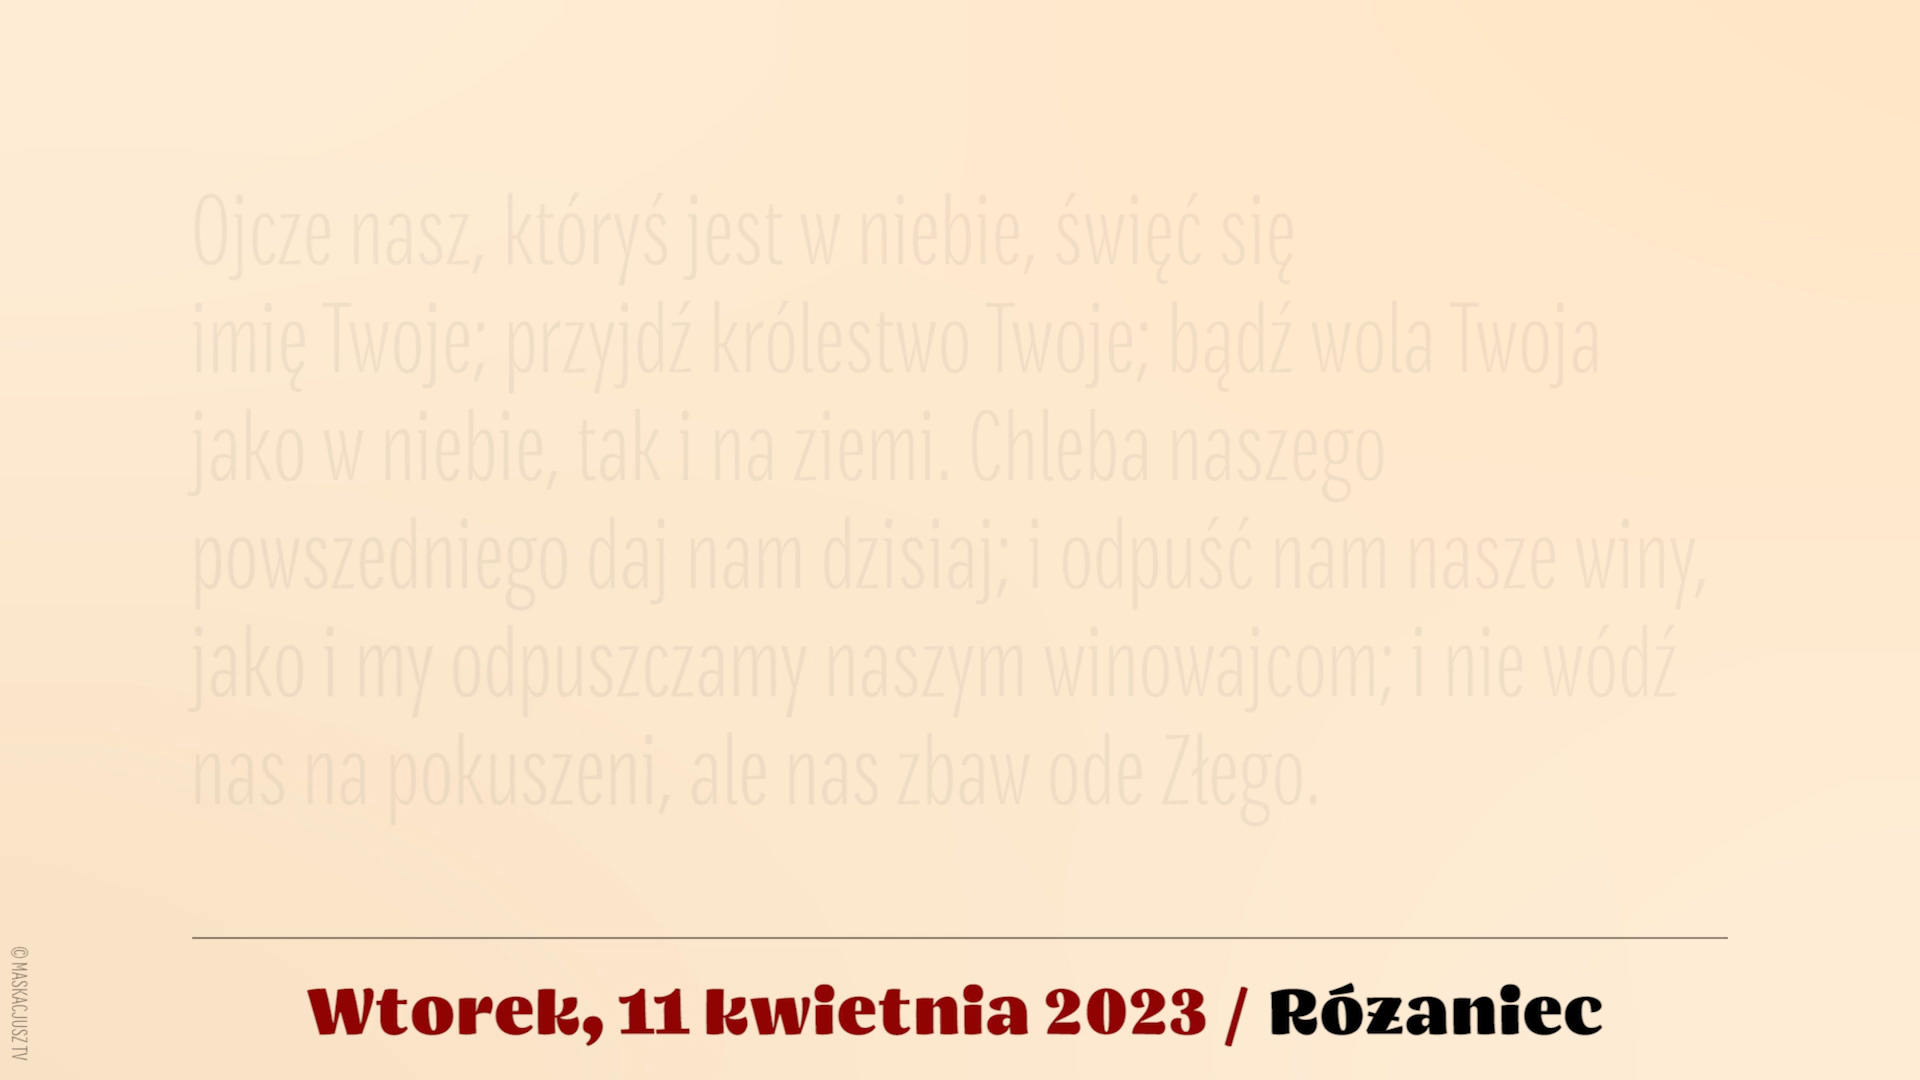 Ojcze nasz, któryś jest w niebie, święć się
imię Twoje; przyjdź królestwo Twoje; bądź wola Twoja
jako w niebie, tak i na ziemi. Chleba naszego
powszedniego daj nam dzisiaj; i odpuść nam nasze winy,
jako i my odpuszczamy naszym winowajcom; i nie wódź
nas na pokuszeni, ale nas zbaw ode Złego.
Wtorek, 11 kwietnia 2023 / Rózaniec
© MASKACJUSZ TV